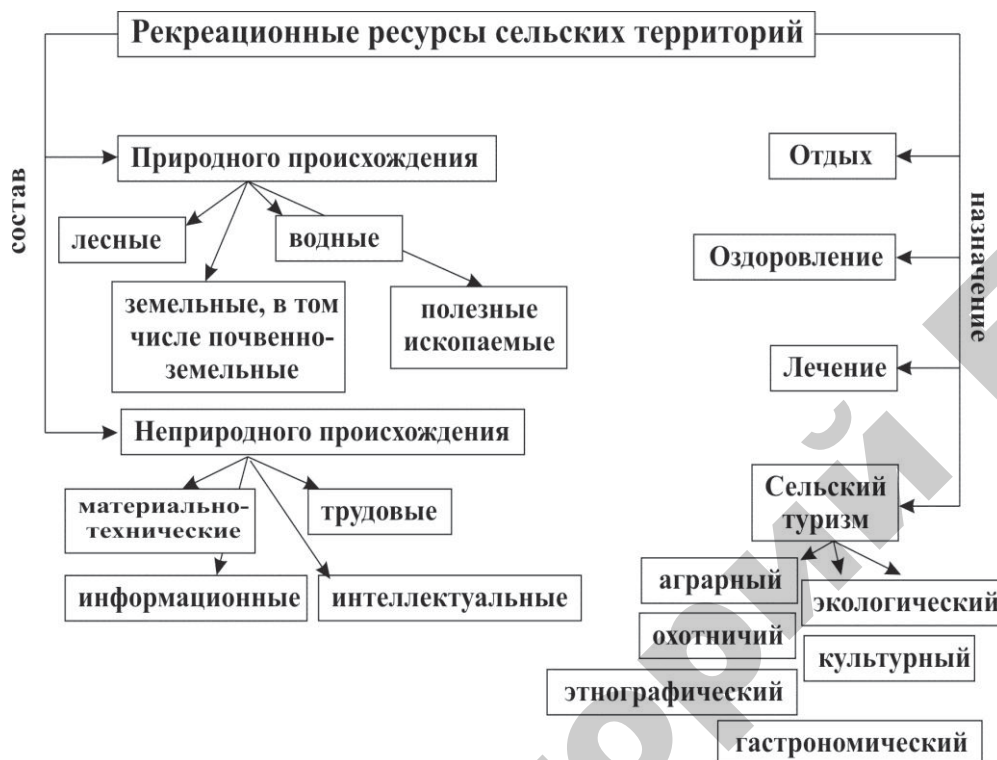 Рекреационные ресурсы сельских территорий
состав
Природного происхождения
лесные
водные
земельные, в том
числе почвенно-
земельные
полезные
ископаемые
Неприродного происхождения
материально-
технические
трудовые
информационные
интеллектуальные
назначение
Отдых
Оздоровление
Лечение
Сельский
туризм
аграрный
экологический
охотничий
культурный
этнографический
гастрономический